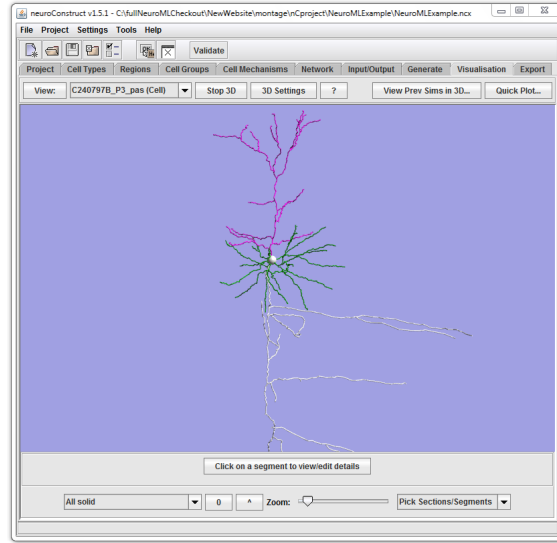 neuroConstruct v1.5.1 - C:\fullNeuroMLCheckout\NewWebsite\montage\nCproject\NeuroMLExample\NeuroMLExample.ncx
File Project Settings Tools Help
Validate
Project Cell Types Regions Cell Groups Cell Mechanisms Network Input/Output Generate Visualisation Export
View: C240797B_P3_pas (Cell) Stop 3D 3D Settings ? View Prev Sims in 3D... Quick Plot...
Click on a segment to view/edit details
All solid 0 ^ Zoom: Pick Sections/Segments